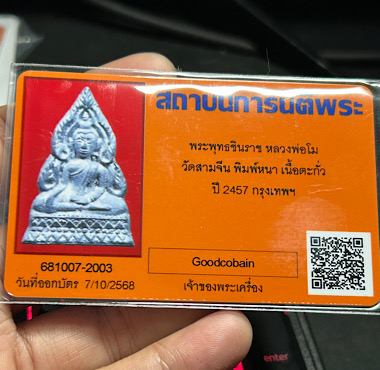 สถาบันการันตีพระ
พระพุทธชินราช หลวงพ่อโม
วัดสามจีน พิมพ์หนา เนื้อตะกั่ว
ปี 2457 กรุงเทพฯ
681007-2003
วันที่ออกบัตร 7/10/2568
Goodcobain
เจ้าของพระเครื่อง
enter